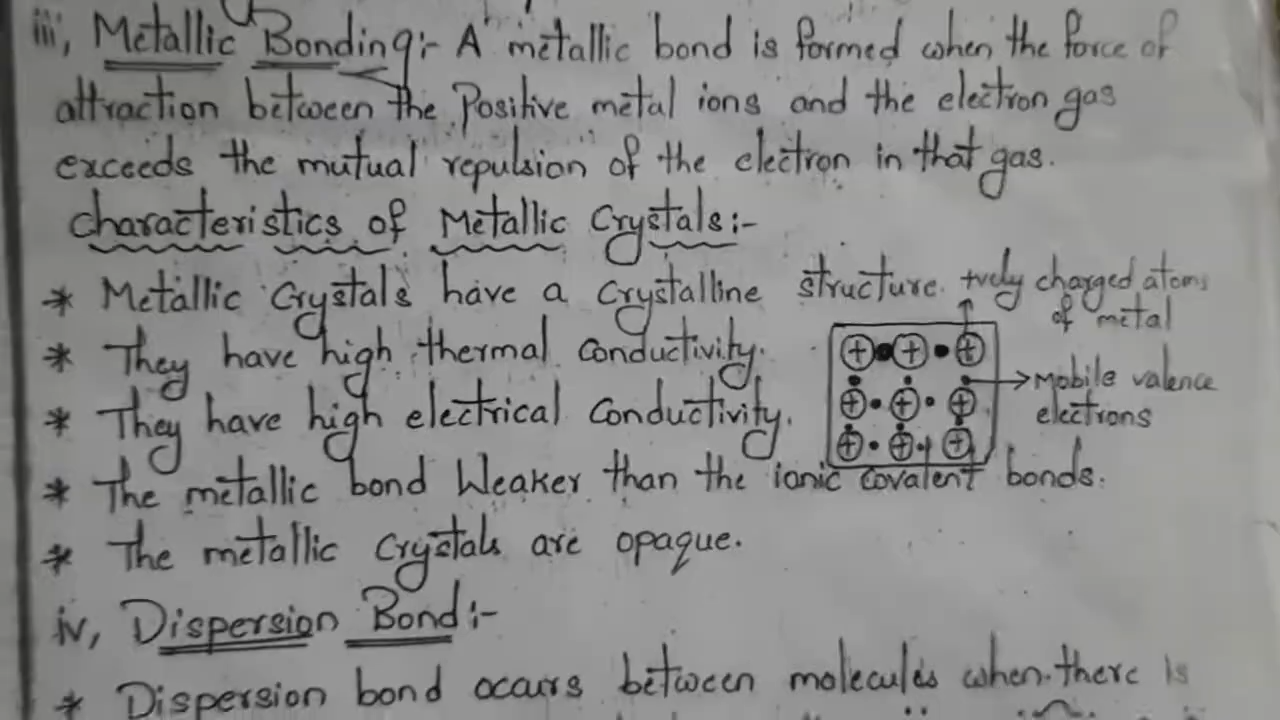 iii, Metallic Bonding:- A metallic bond is formed when the force of
attraction between the Positive metal ions and the electron gas
exceeds the mutual repulsion of the electron in that gas.
characteristics of Metallic Crystals:-
* Metallic Crystals have a crystalline structure.
+vely charged atoms
of metal
* They have high thermal conductivity.
* They have high electrical conductivity.
+ + +
+ + +
+ + +
Mobile valence
electrons
* The metallic bond Weaker than the ionic covalent bonds.
* The metallic crystals are opaque.
iv, Dispersion Bond:-
* Dispersion bond occurs between molecules when there is